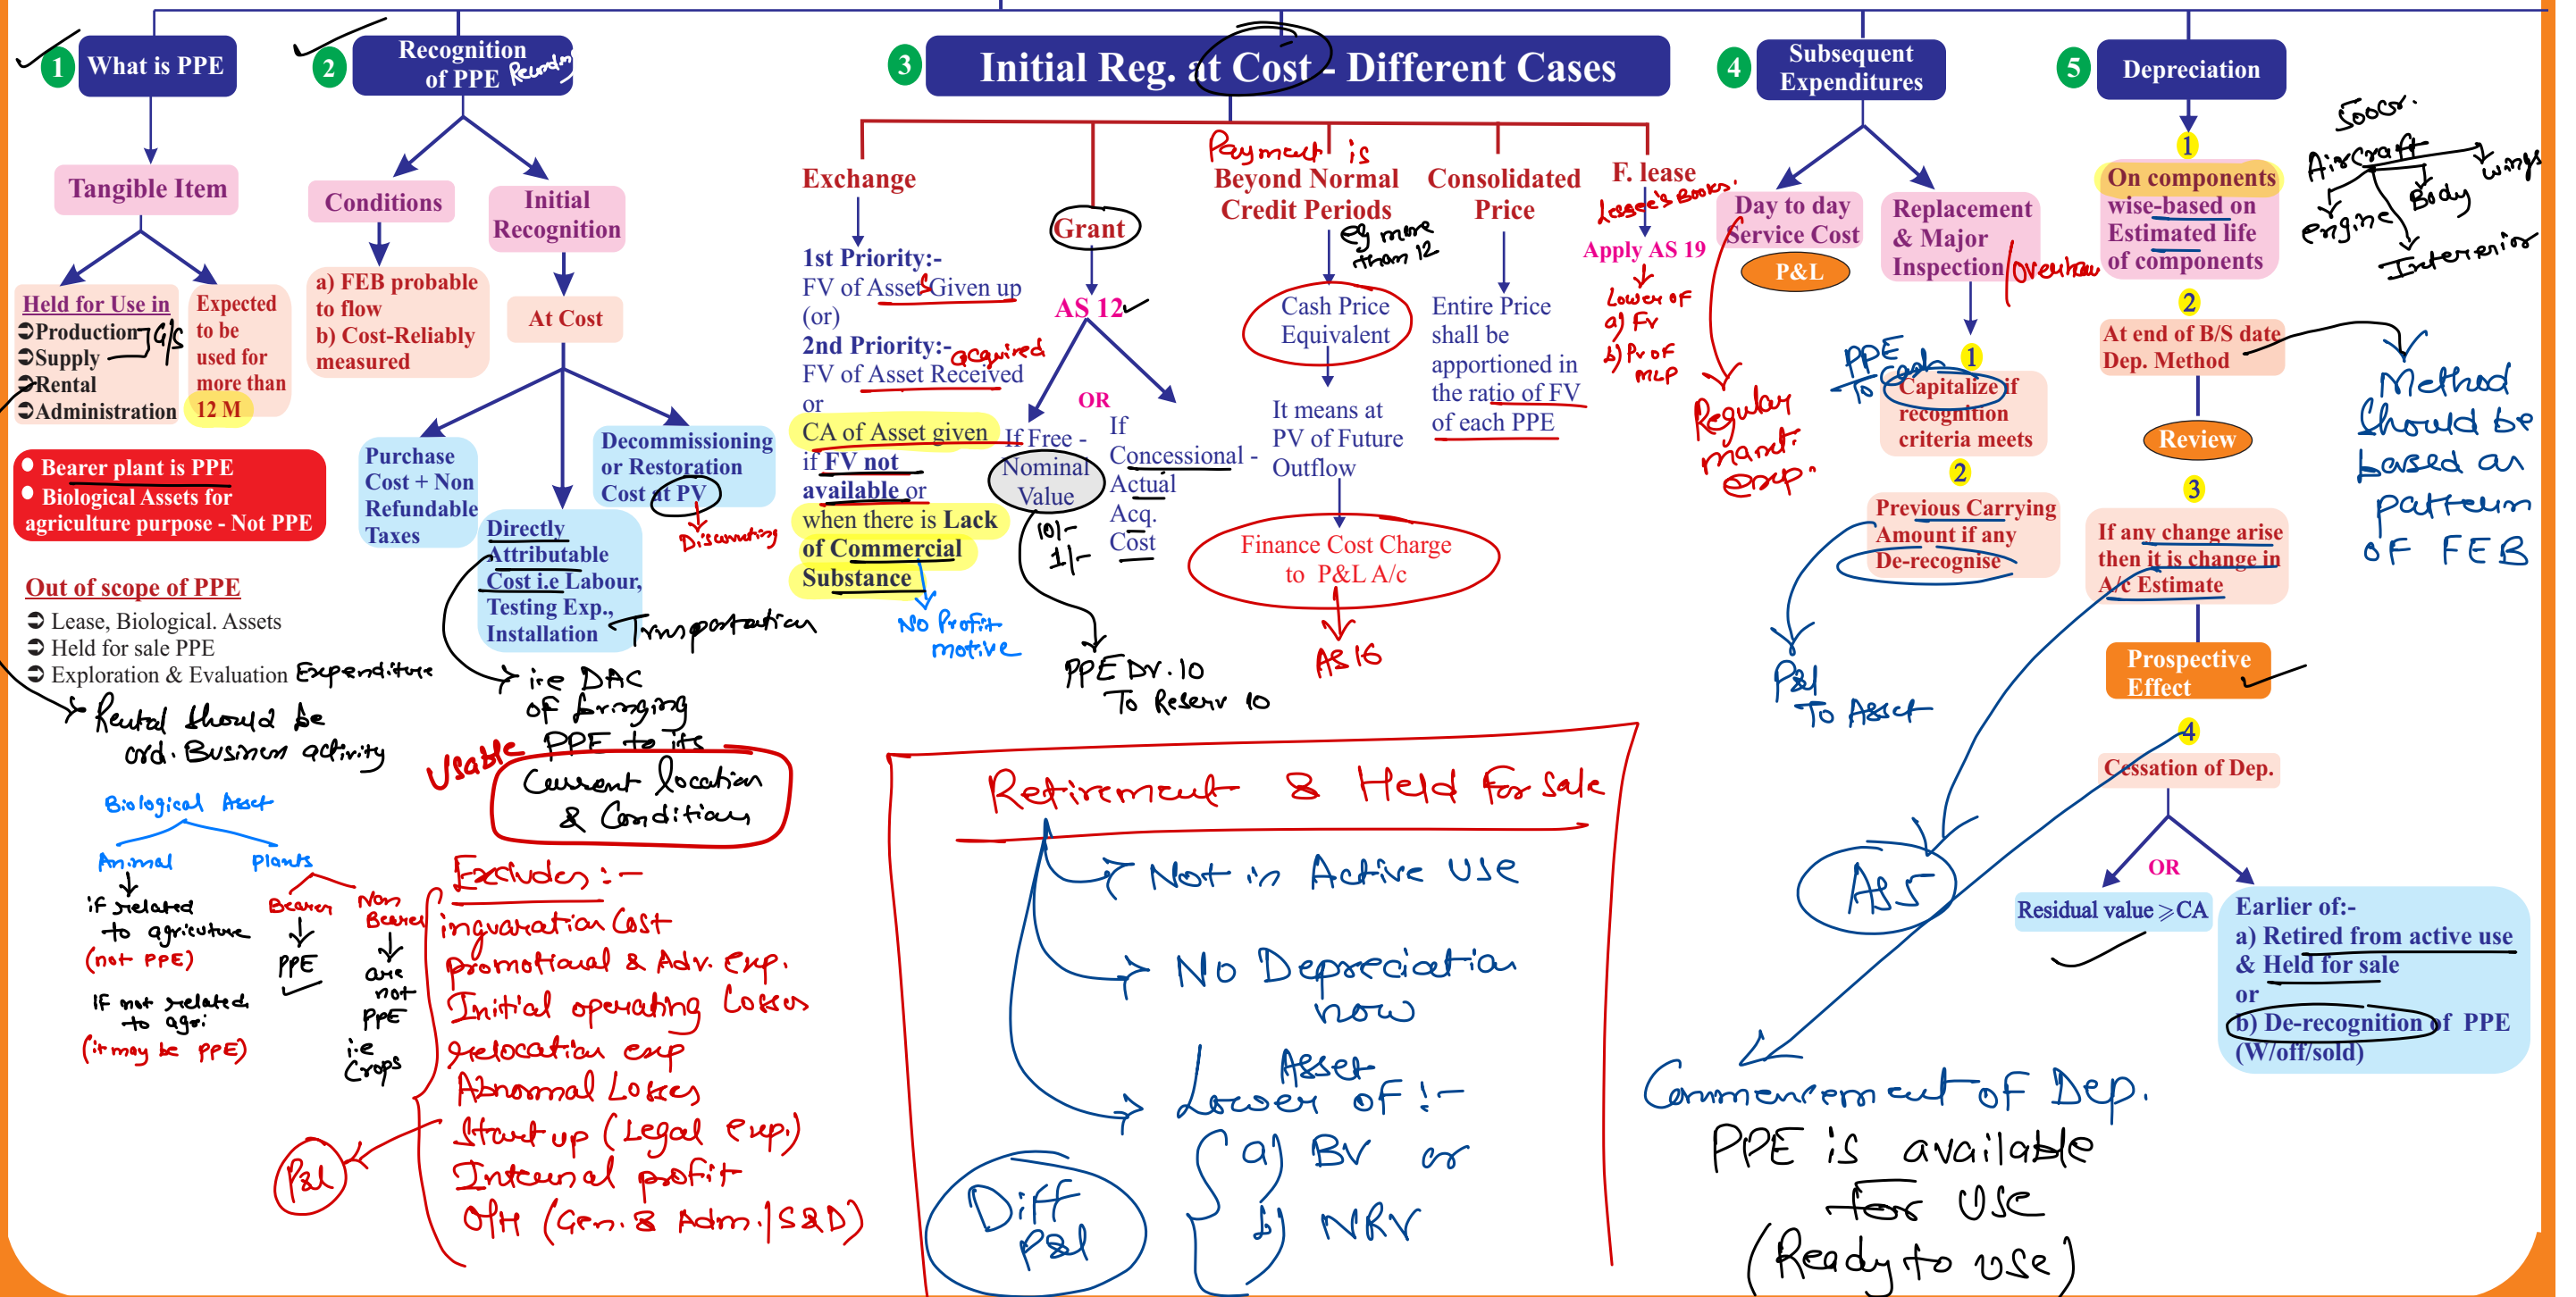 1
What is PPE
Tangible Item
Held for Use in
➲Production
➲Supply
G/S
➲Rental
➲Administration
Expected
to be
used for
more than
12 M
• Bearer plant is PPE
• Biological Assets for
agriculture purpose - Not PPE
Out of scope of PPE
➲ Lease, Biological. Assets
➲ Held for sale PPE
➲ Exploration & Evaluation Expenditure
Rental should be
ord. Business activity
Biological Asset
Animal
if related
to agricuture
(not PPE)
IF not related
to agri
(it may be PPE)
Plants
Bearer
PPE
Non
Bearer
are
not
PPE
i.e
Crops
2
Recognition
of PPE
Conditions
a) FEB probable
to flow
b) Cost-Reliably
measured
Initial
Recognition
At Cost
Purchase
Cost + Non
Refundable
Taxes
Directly
Attributable
Cost i.e Labour,
Testing Exp.,
Installation
Decommissioning
or Restoration
Cost at PV
Discounting
i.e DAC
of bringing
PPE to its
Usable
Current location
& Condition
Excludes :-
inguaration Cost
promotional & Adv. exp.
Initial operating Losses
relocation exp
Abnormal Losses
Start up (Legal exp.)
Internal profit
O/H (Gen. & Adm./S&D)
P&l
3
Initial Reg. at Cost - Different Cases
Exchange
1st Priority:-
FV of Assets Given up
(or)
2nd Priority:-
acquired
FV of Asset Received
or
CA of Asset given
if FV not
available or
when there is Lack
of Commercial
Substance
No Profit
motive
Grant
AS 12
If Free -
Nominal
Value
10/-
1/-
PPE Dr. 10
To Reserv 10
OR
If
Concessional -
Actual
Acq.
Cost
Payment is
Beyond Normal
Credit Periods
eg more
than 12
Cash Price
Equivalent
It means at
PV of Future
Outflow
Finance Cost Charge
to P&L A/c
AS 16
Consolidated
Price
Entire Price
shall be
apportioned in
the ratio of FV
of each PPE
F. lease
Lessee's Books.
Apply AS 19
Lower of
a) FV
b) PV of
MLP
Retirement & Held For Sale
Not in Active Use
No Depreciation
now
Asset
Lower of :-
a) BV or
b) NRV
Diff
P&l
4
Subsequent
Expenditures
Day to day
Service Cost
P&L
Regular
exp.
Replacement
& Major
Inspection
PPE
To Cash
1
Capitalize if
recognition
criteria meets
2
Previous Carrying
Amount if any
De-recognise
P&l
To Asset
5
Depreciation
500cr.
Aircraft
engine
Body
wings
Intererior
1
On components
wise-based on
Estimated life
of components
2
At end of B/S date
Dep. Method
Method
Should be
based on
pattern
OF FEB
Review
3
If any change arise
then it is change in
A/c Estimate
AS 5
Prospective
Effect
4
Cessation of Dep.
OR
Residual value ⩾CA
Earlier of:-
a) Retired from active use
& Held for sale
or
b) De-recognition of PPE
(W/off/sold)
Commencement of Dep.
PPE is available
for Use
(Ready to use)